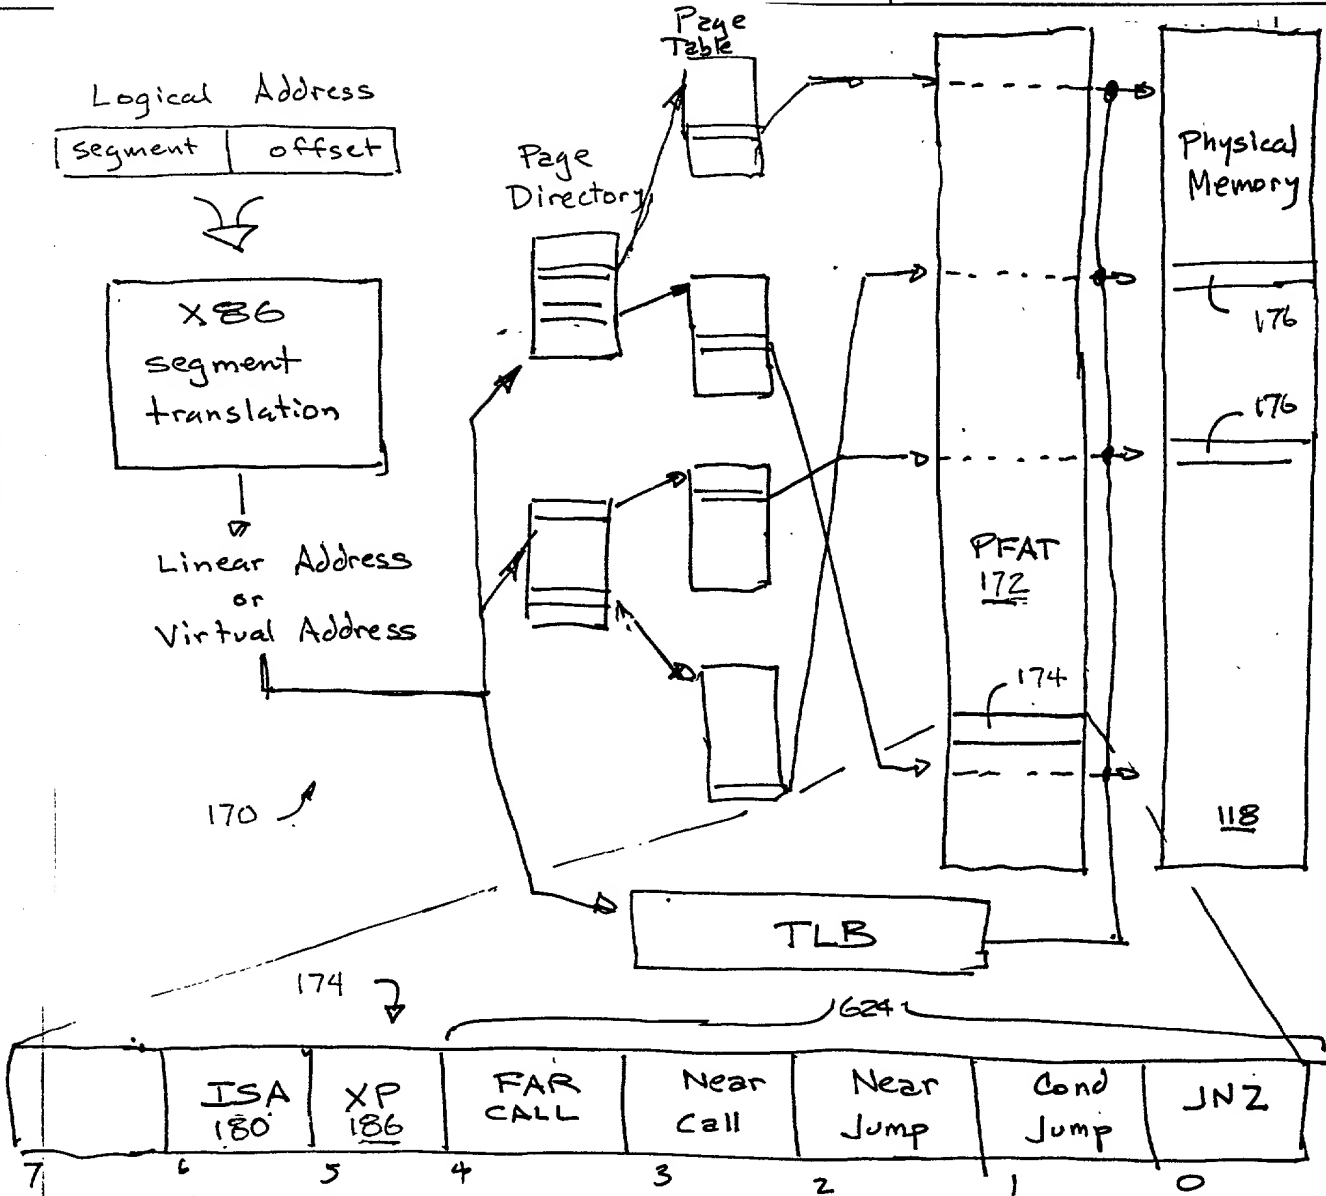 Page
Table
Logical Address
segment offset
Page
Directory
Physical
Memory
X86
segment
translation
176
176
Linear Address
or
Virtual Address
PFAT
172
174
170
118
TLB
174
624
ISA
180
XP
186
FAR
CALL
Near
Call
Near
Jump
Cond
Jump
JNZ
7 6 5 4 3 2 1 0